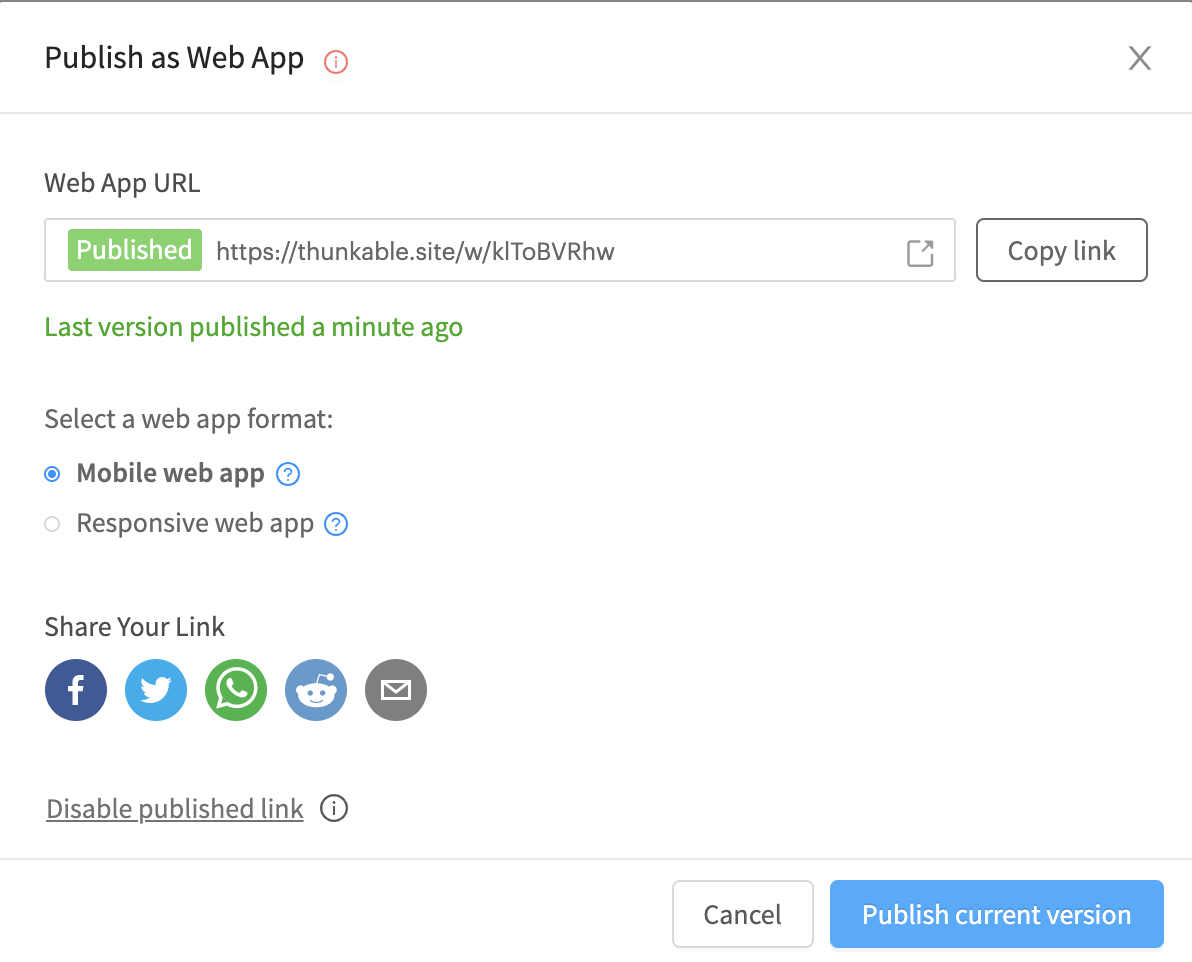 Publish as Web App
Web App URL
Published https://thunkable.site/w/klToBVRhw
Copy link
Last version published a minute ago
Select a web app format:
Mobile web app
Responsive web app
Share Your Link
Disable published link
Cancel
Publish current version